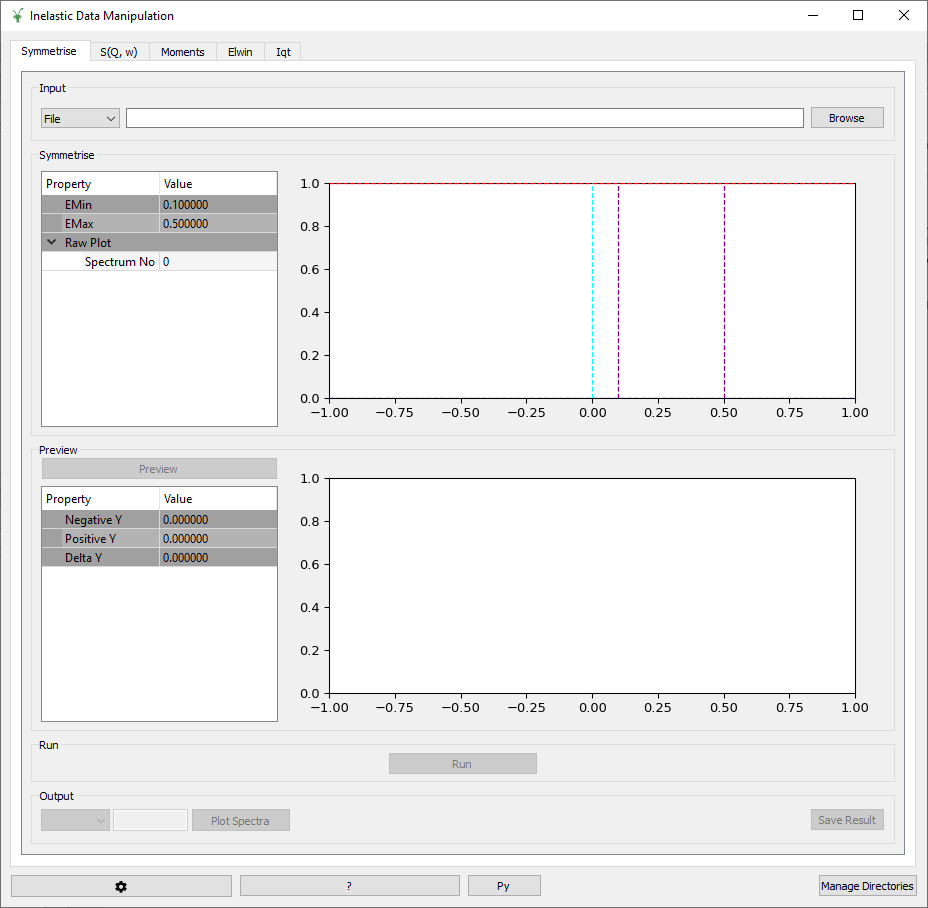 Inelastic Data Manipulation
Symmetrise S(Q, w) Moments Elwin Iqt
Input
File Browse
Symmetrise
Property Value
EMin 0.100000
EMax 0.500000
Raw Plot
Spectrum No 0
1.0
0.8
0.6
0.4
0.2
0.0
−1.00 −0.75 −0.50 −0.25 0.00 0.25 0.50 0.75 1.00
Preview
Preview
Property Value
Negative Y 0.000000
Positive Y 0.000000
Delta Y 0.000000
1.0
0.8
0.6
0.4
0.2
0.0
−1.00 −0.75 −0.50 −0.25 0.00 0.25 0.50 0.75 1.00
Run
Run
Output
Plot Spectra Save Result
? Py Manage Directories